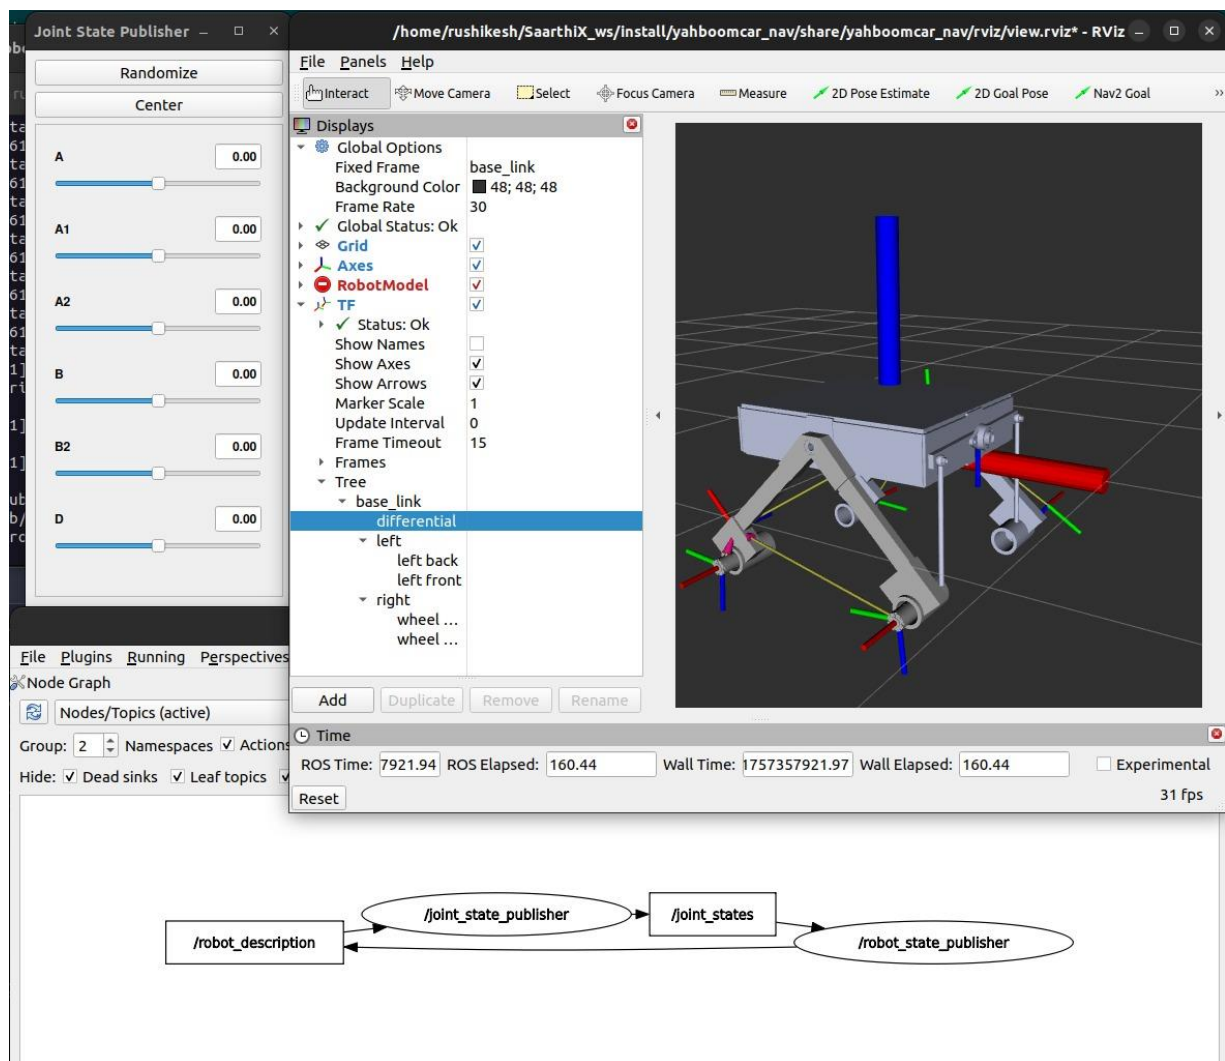 Joint State Publisher
Randomize
Center
A 0.00
A1 0.00
A2 0.00
B 0.00
B2 0.00
D 0.00
/home/rushikesh/SaarthiX_ws/install/yahboomcar_nav/share/yahboomcar_nav/rviz/view.rviz* - RViz
File Panels Help
Interact Move Camera Select Focus Camera Measure 2D Pose Estimate 2D Goal Pose Nav2 Goal »
Displays
Global Options
Fixed Frame base_link
Background Color 48; 48; 48
Frame Rate 30
Global Status: Ok
Grid
Axes
RobotModel
TF
Status: Ok
Show Names
Show Axes
Show Arrows
Marker Scale 1
Update Interval 0
Frame Timeout 15
Frames
Tree
base_link
differential
left
left back
left front
right
wheel ...
wheel ...
Add Duplicate Remove Rename
Time
ROS Time: 7921.94 ROS Elapsed: 160.44 Wall Time: 1757357921.97 Wall Elapsed: 160.44 Experimental
Reset 31 fps
File Plugins Running Perspectives
Node Graph
Nodes/Topics (active)
Group: 2 Namespaces Actions
Hide: Dead sinks Leaf topics
/robot_description
/joint_state_publisher
/joint_states
/robot_state_publisher